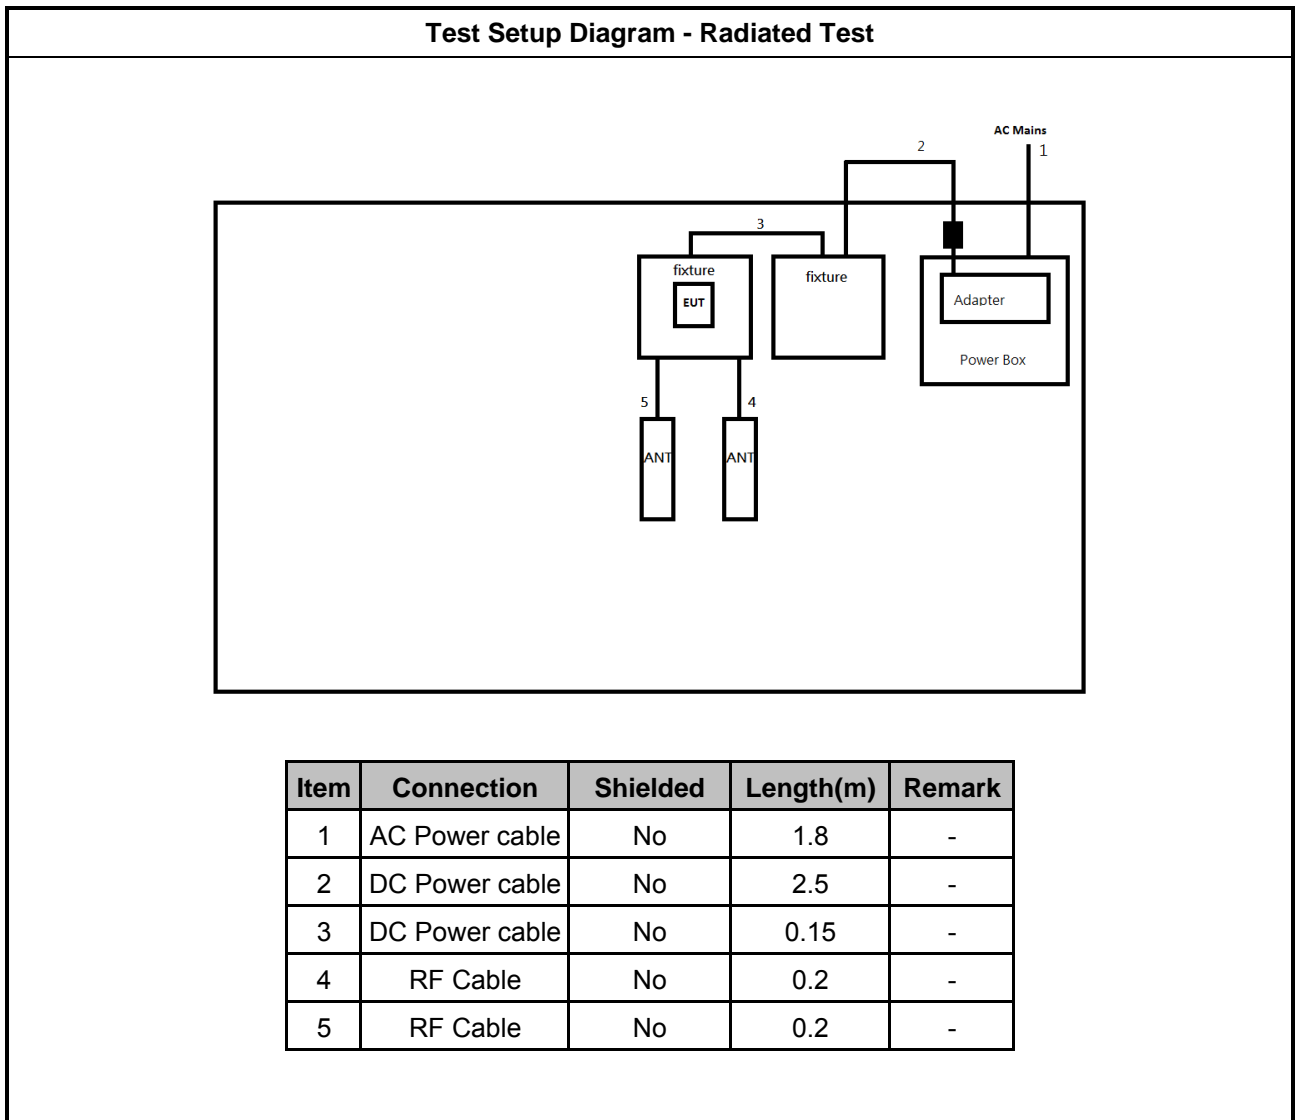 Test Setup Diagram - Radiated Test
AC Mains
2
1
3
fixture
fixture
EUT
Adapter
Power Box
5
4
ANT
ANT
Item Connection Shielded Length(m) Remark
1 AC Power cable No 1.8 -
2 DC Power cable No 2.5 -
3 DC Power cable No 0.15 -
4 RF Cable No 0.2 -
5 RF Cable No 0.2 -